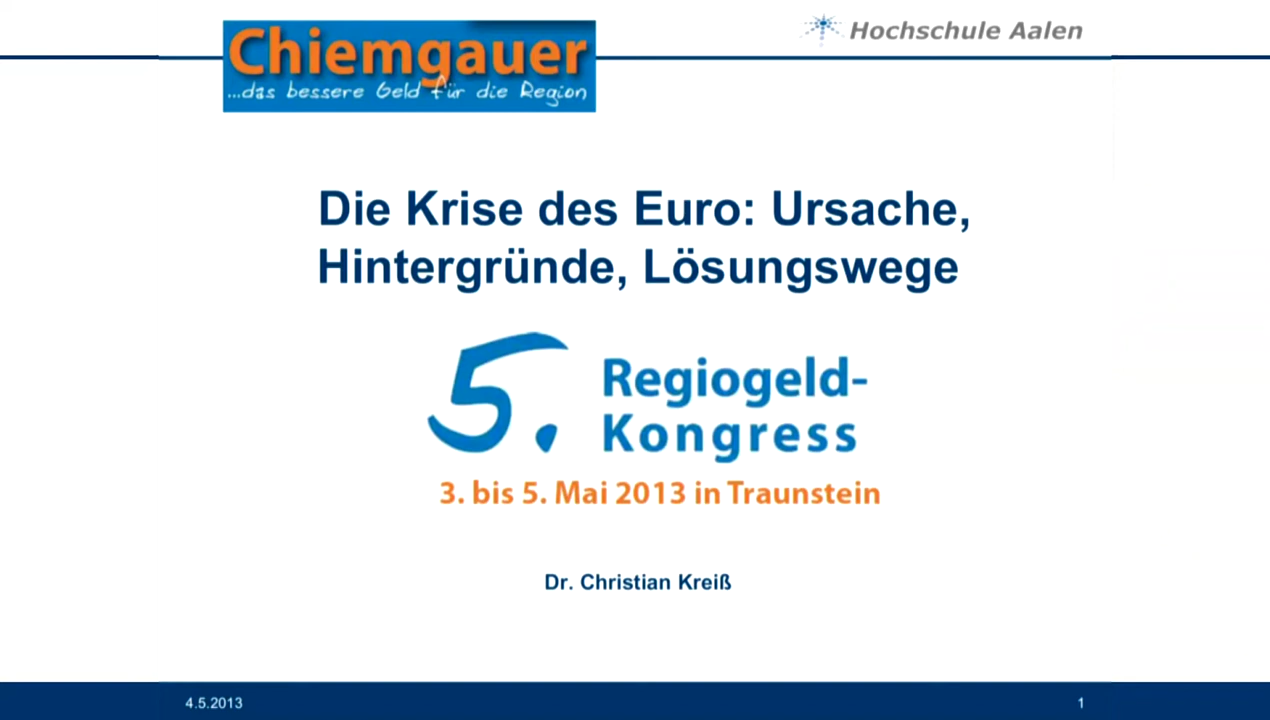 Chiemgauer
...das bessere Geld für die Region
Hochschule Aalen
Die Krise des Euro: Ursache,
Hintergründe, Lösungswege
5. Regiogeld-
Kongress
3. bis 5. Mai 2013 in Traunstein
Dr. Christian Kreiß
4.5.2013
1